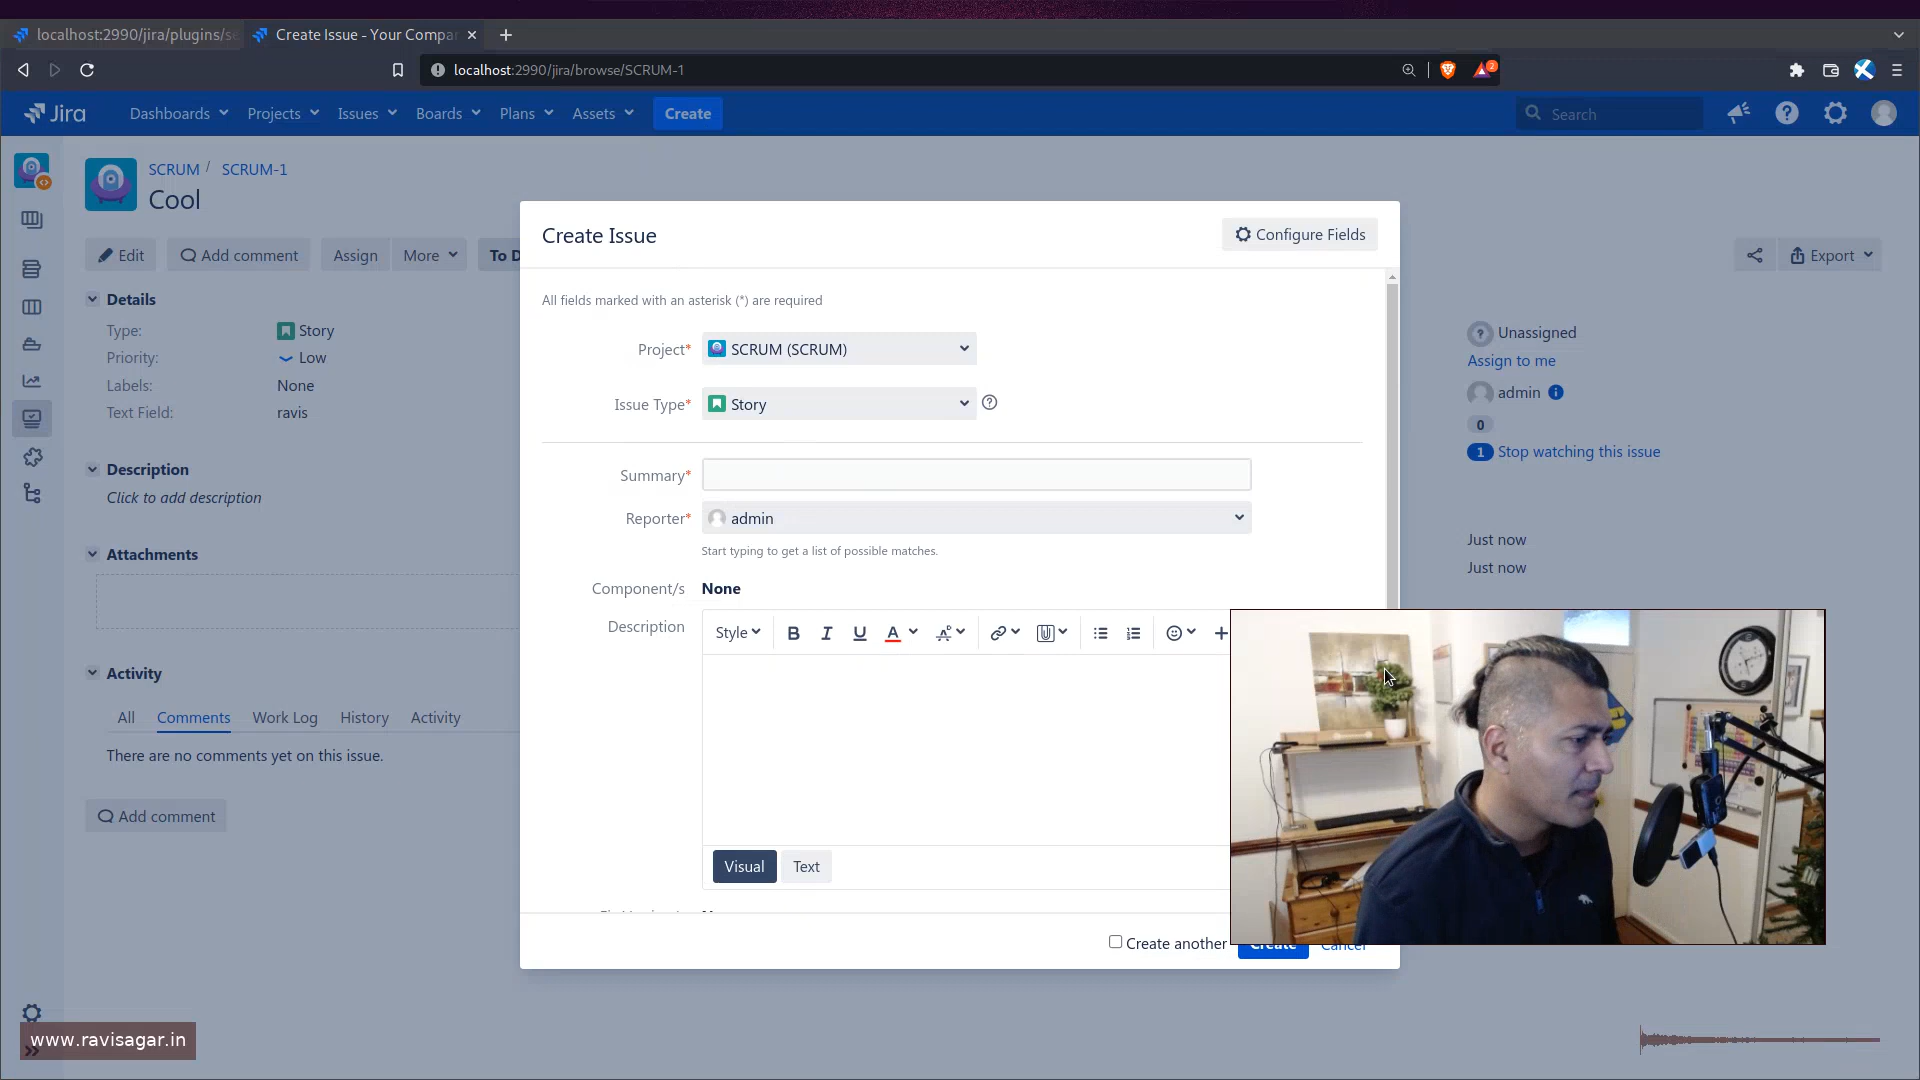 localhost:2990/jira/plugins/se
Create Issue - Your Compar
localhost:2990/jira/browse/SCRUM-1
2
Jira
Dashboards
Projects
Issues
Boards
Plans
Assets
Create
Search
SCRUM / SCRUM-1
Cool
Edit
Add comment
Assign
More
To D
Export
Details
Type: Story
Priority: Low
Labels: None
Text Field: ravis
Description
Click to add description
Attachments
Activity
All
Comments
Work Log
History
Activity
There are no comments yet on this issue.
Add comment
Create Issue
Configure Fields
All fields marked with an asterisk (*) are required
Project* SCRUM (SCRUM)
Issue Type* Story
Summary*
Reporter* admin
Start typing to get a list of possible matches.
Component/s None
Description
Style B I U A
Visual
Text
Create another
Create
Cancel
Unassigned
Assign to me
admin
0
1 Stop watching this issue
Just now
Just now
www.ravisagar.in